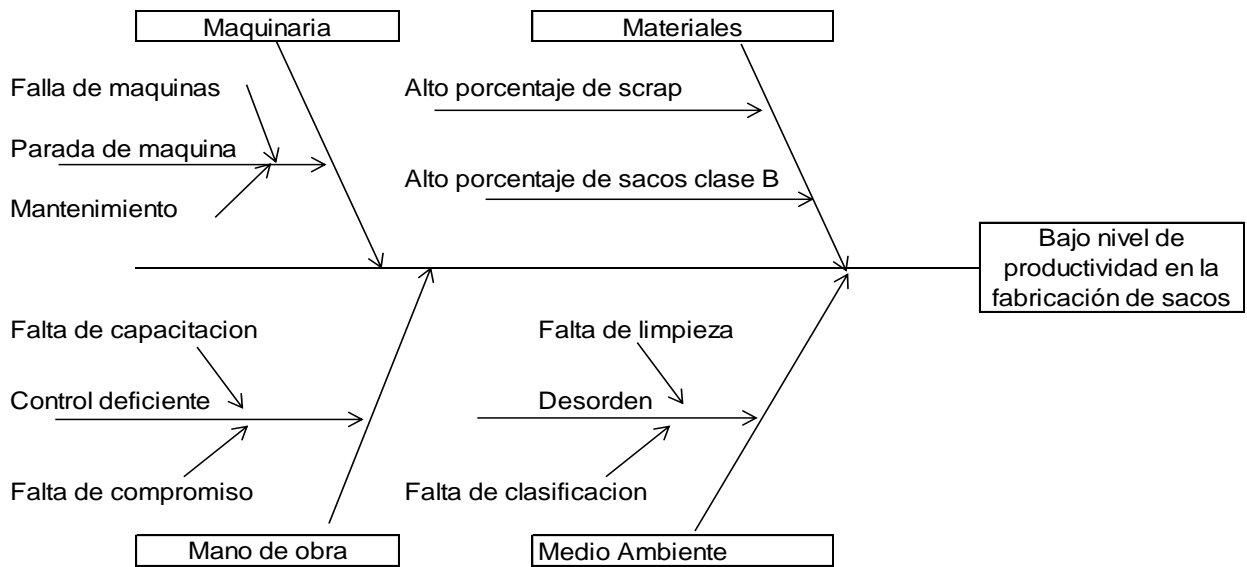 Maquinaria
Materiales
Falla de maquinas
Alto porcentaje de scrap
Parada de maquina
Alto porcentaje de sacos clase B
Mantenimiento
Bajo nivel de
productividad en la
fabricación de sacos
Falta de capacitacion
Falta de limpieza
Control deficiente
Desorden
Falta de compromiso
Falta de clasificacion
Mano de obra
Medio Ambiente